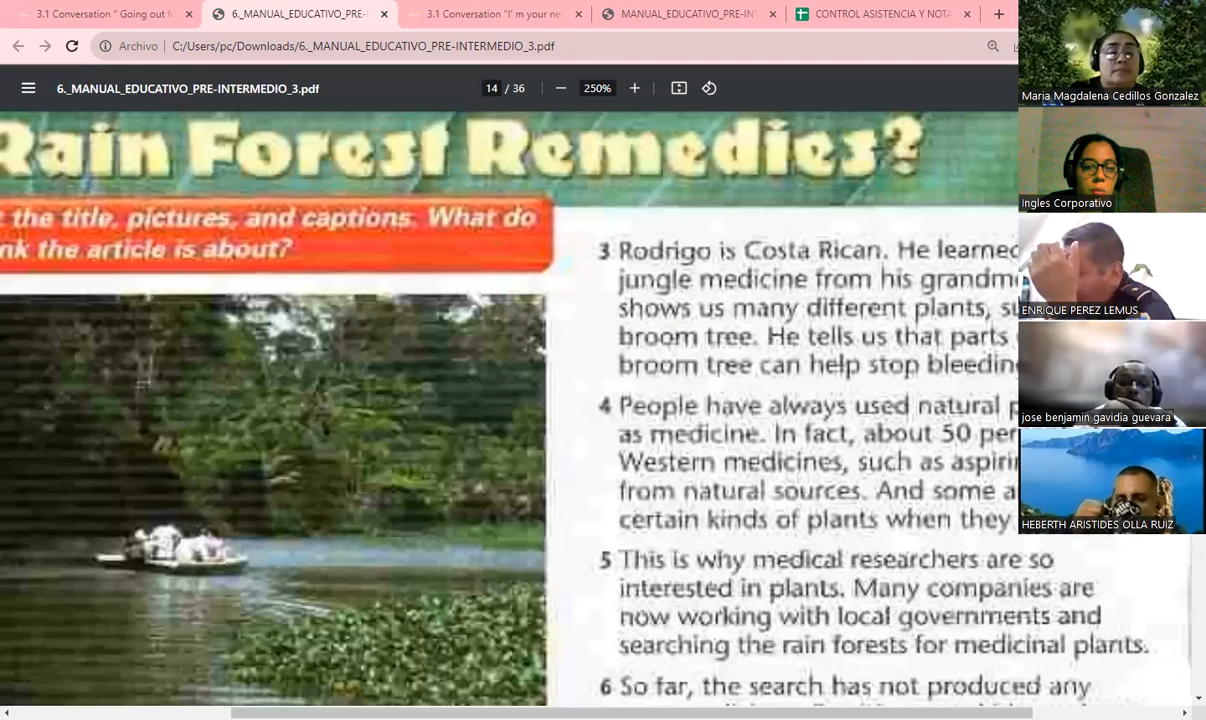 3.1 Conversation " Going out fo
6._MANUAL_EDUCATIVO_PRE-
3.1 Conversation "I' m your ne
MANUAL_EDUCATIVO_PRE-INT
CONTROL ASISTENCIA Y NOTA
Archivo
C:/Users/pc/Downloads/6._MANUAL_EDUCATIVO_PRE-INTERMEDIO_3.pdf
6._MANUAL_EDUCATIVO_PRE-INTERMEDIO_3.pdf
14 / 36
250%
Rain Forest Remedies?
the title, pictures, and captions. What do
nk the article is about?
3 Rodrigo is Costa Rican. He learned
jungle medicine from his grandm
shows us many different plants, su
broom tree. He tells us that parts
broom tree can help stop bleeding
4 People have always used natural p
as medicine. In fact, about 50 per
Western medicines, such as aspirin
from natural sources. And some a
certain kinds of plants when they
5 This is why medical researchers are so
interested in plants. Many companies are
now working with local governments and
searching the rain forests for medicinal plants.
6 So far, the search has not produced any
Maria Magdalena Cedillos Gonzalez
Ingles Corporativo
ENRIQUE PEREZ LEMUS
jose benjamin gavidia guevara
HEBERTH ARISTIDES OLLA RUIZ